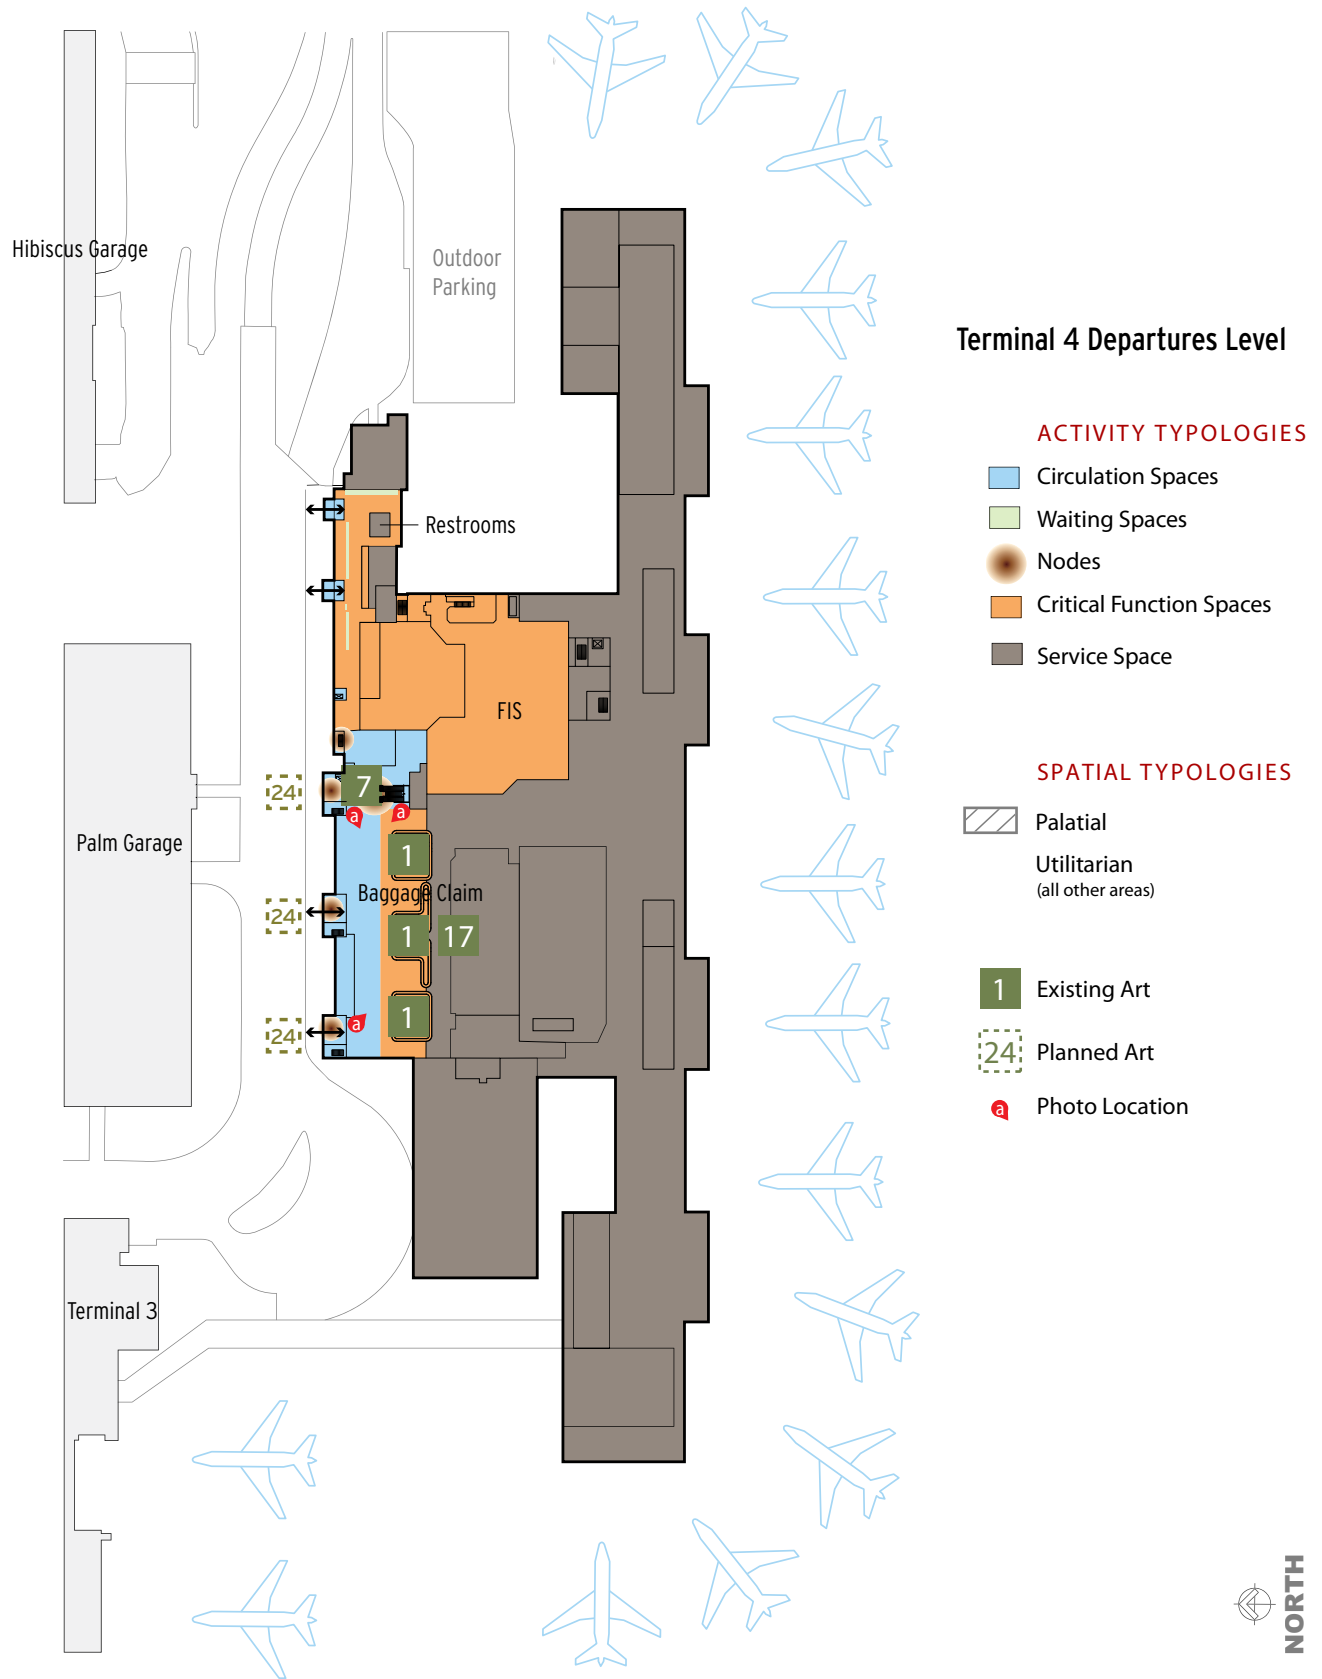 Hibiscus Garage
Outdoor
Parking
Restrooms
FIS
24
7
a
a
Palm Garage
1
Baggage Claim
24
1
17
1
a
24
Terminal 3
Terminal 4 Departures Level
ACTIVITY TYPOLOGIES
Circulation Spaces
Waiting Spaces
Nodes
Critical Function Spaces
Service Space
SPATIAL TYPOLOGIES
Palatial
Utilitarian
(all other areas)
1
Existing Art
24
Planned Art
a
Photo Location
NORTH